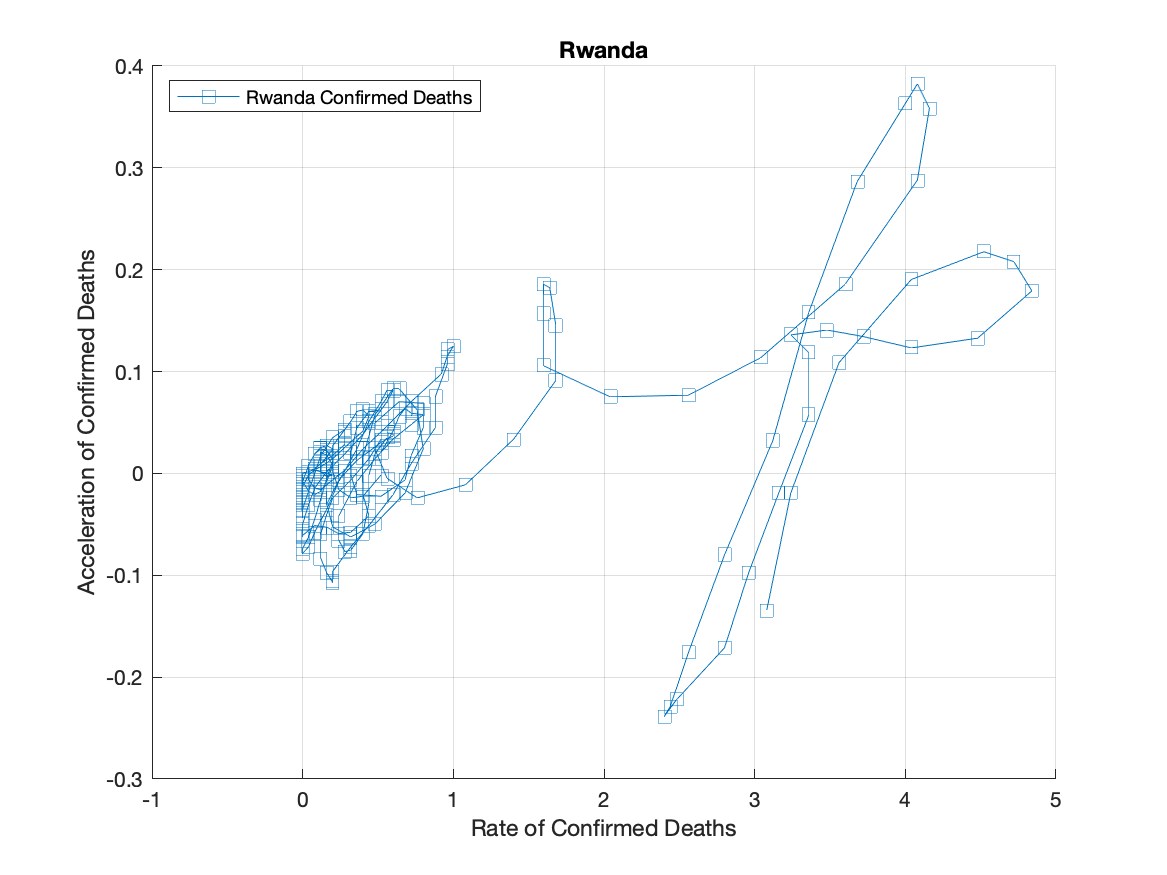 Rwanda
Rwanda Confirmed Deaths
Acceleration of Confirmed Deaths
0.4
0.3
0.2
0.1
0
-0.1
-0.2
-0.3
-1 0 1 2 3 4 5
Rate of Confirmed Deaths